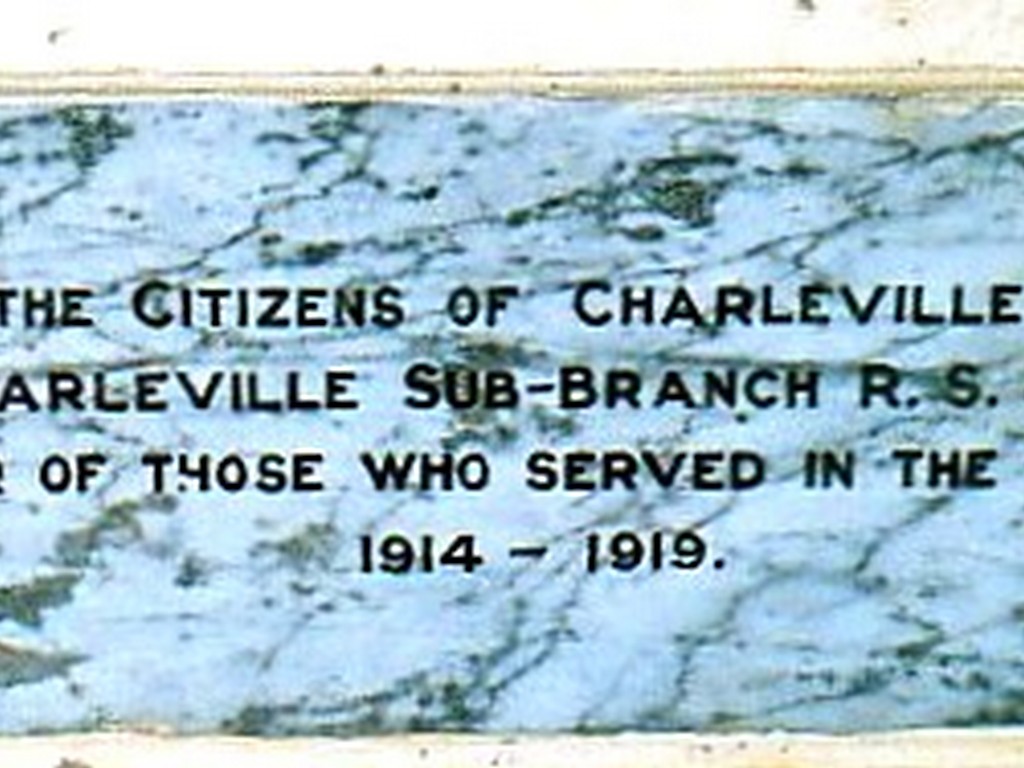 THE CITIZENS OF CHARLEVILLE
ARLEVILLE SUB-BRANCH R. S.
OF THOSE WHO SERVED IN THE
1914 – 1919.